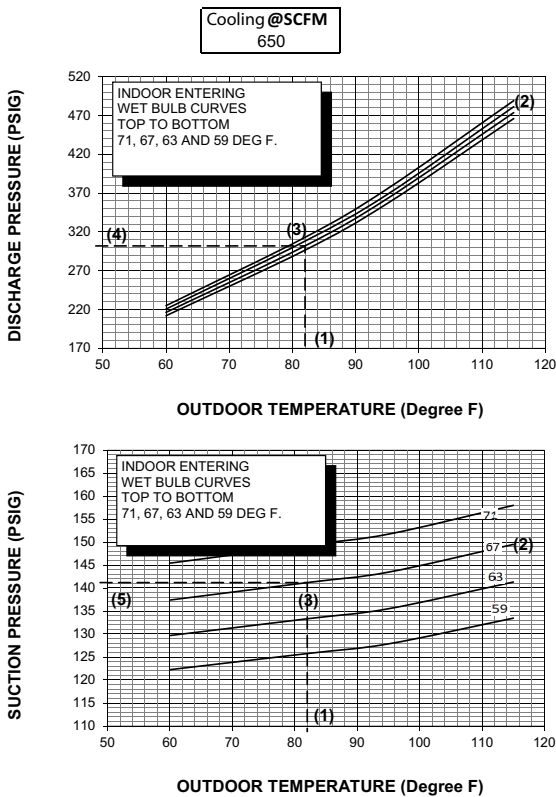 Cooling @SCFM
650
DISCHARGE PRESSURE (PSIG)
520
470
420
370
320
270
220
170
INDOOR ENTERING
WET BULB CURVES
TOP TO BOTTOM
71, 67, 63 AND 59 DEG F.
(2)
(3)
(4)
(1)
50 60 70 80 90 100 110 120
OUTDOOR TEMPERATURE (Degree F)
SUCTION PRESSURE (PSIG)
170
165
160
155
150
145
140
135
130
125
120
115
110
INDOOR ENTERING
WET BULB CURVES
TOP TO BOTTOM
71, 67, 63 AND 59 DEG F.
71
67 (2)
63
59
(5)
(3)
(1)
50 60 70 80 90 100 110 120
OUTDOOR TEMPERATURE (Degree F)